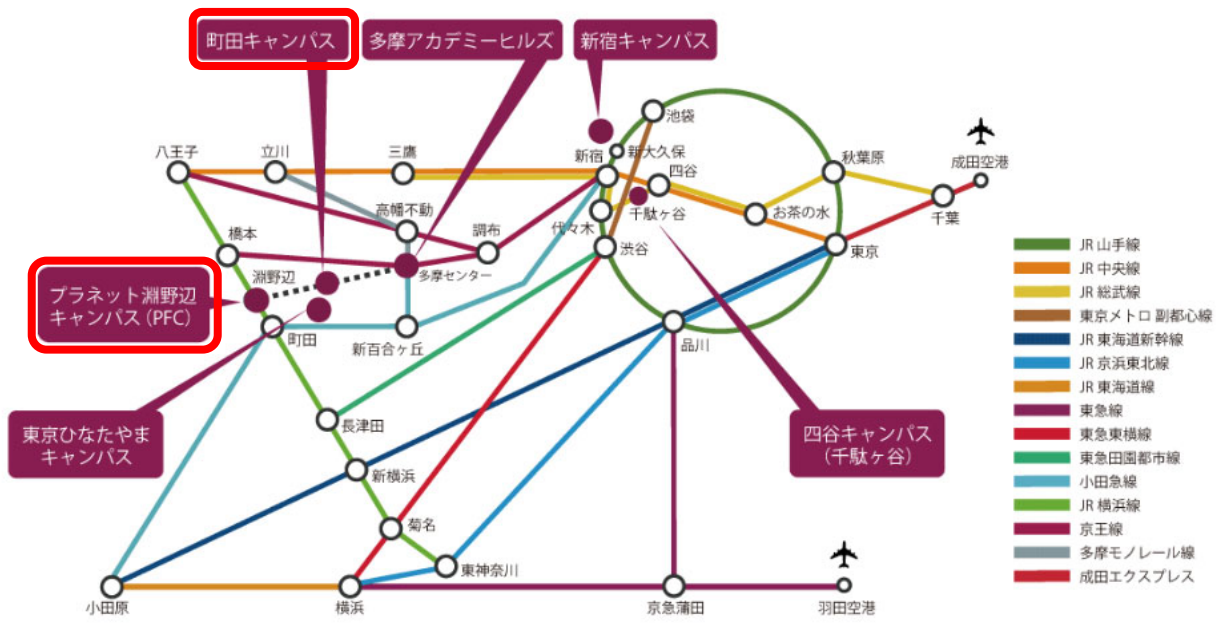 町田キャンパス
多摩アカデミーヒルズ
新宿キャンパス
池袋
八王子
立川
三鷹
新宿
新大久保
四谷
秋葉原
成田空港
高幡不動
調布
代々木
千駄ヶ谷
お茶の水
千葉
橋本
淵野辺
多摩センター
渋谷
東京
プラネット淵野辺
キャンパス (PFC)
町田
新百合ヶ丘
品川
東京ひなたやま
キャンパス
長津田
四谷キャンパス
(千駄ヶ谷)
新横浜
菊名
東神奈川
小田原
横浜
京急蒲田
羽田空港
JR 山手線
JR 中央線
JR 総武線
東京メトロ 副都心線
JR 東海道新幹線
JR 京浜東北線
JR 東海道線
東急線
東急東横線
東急田園都市線
小田急線
JR 横浜線
京王線
多摩モノレール線
成田エクスプレス